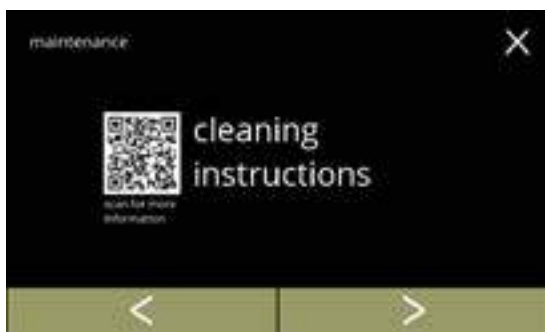 maintenance
cleaning
instructions
scan for more
information